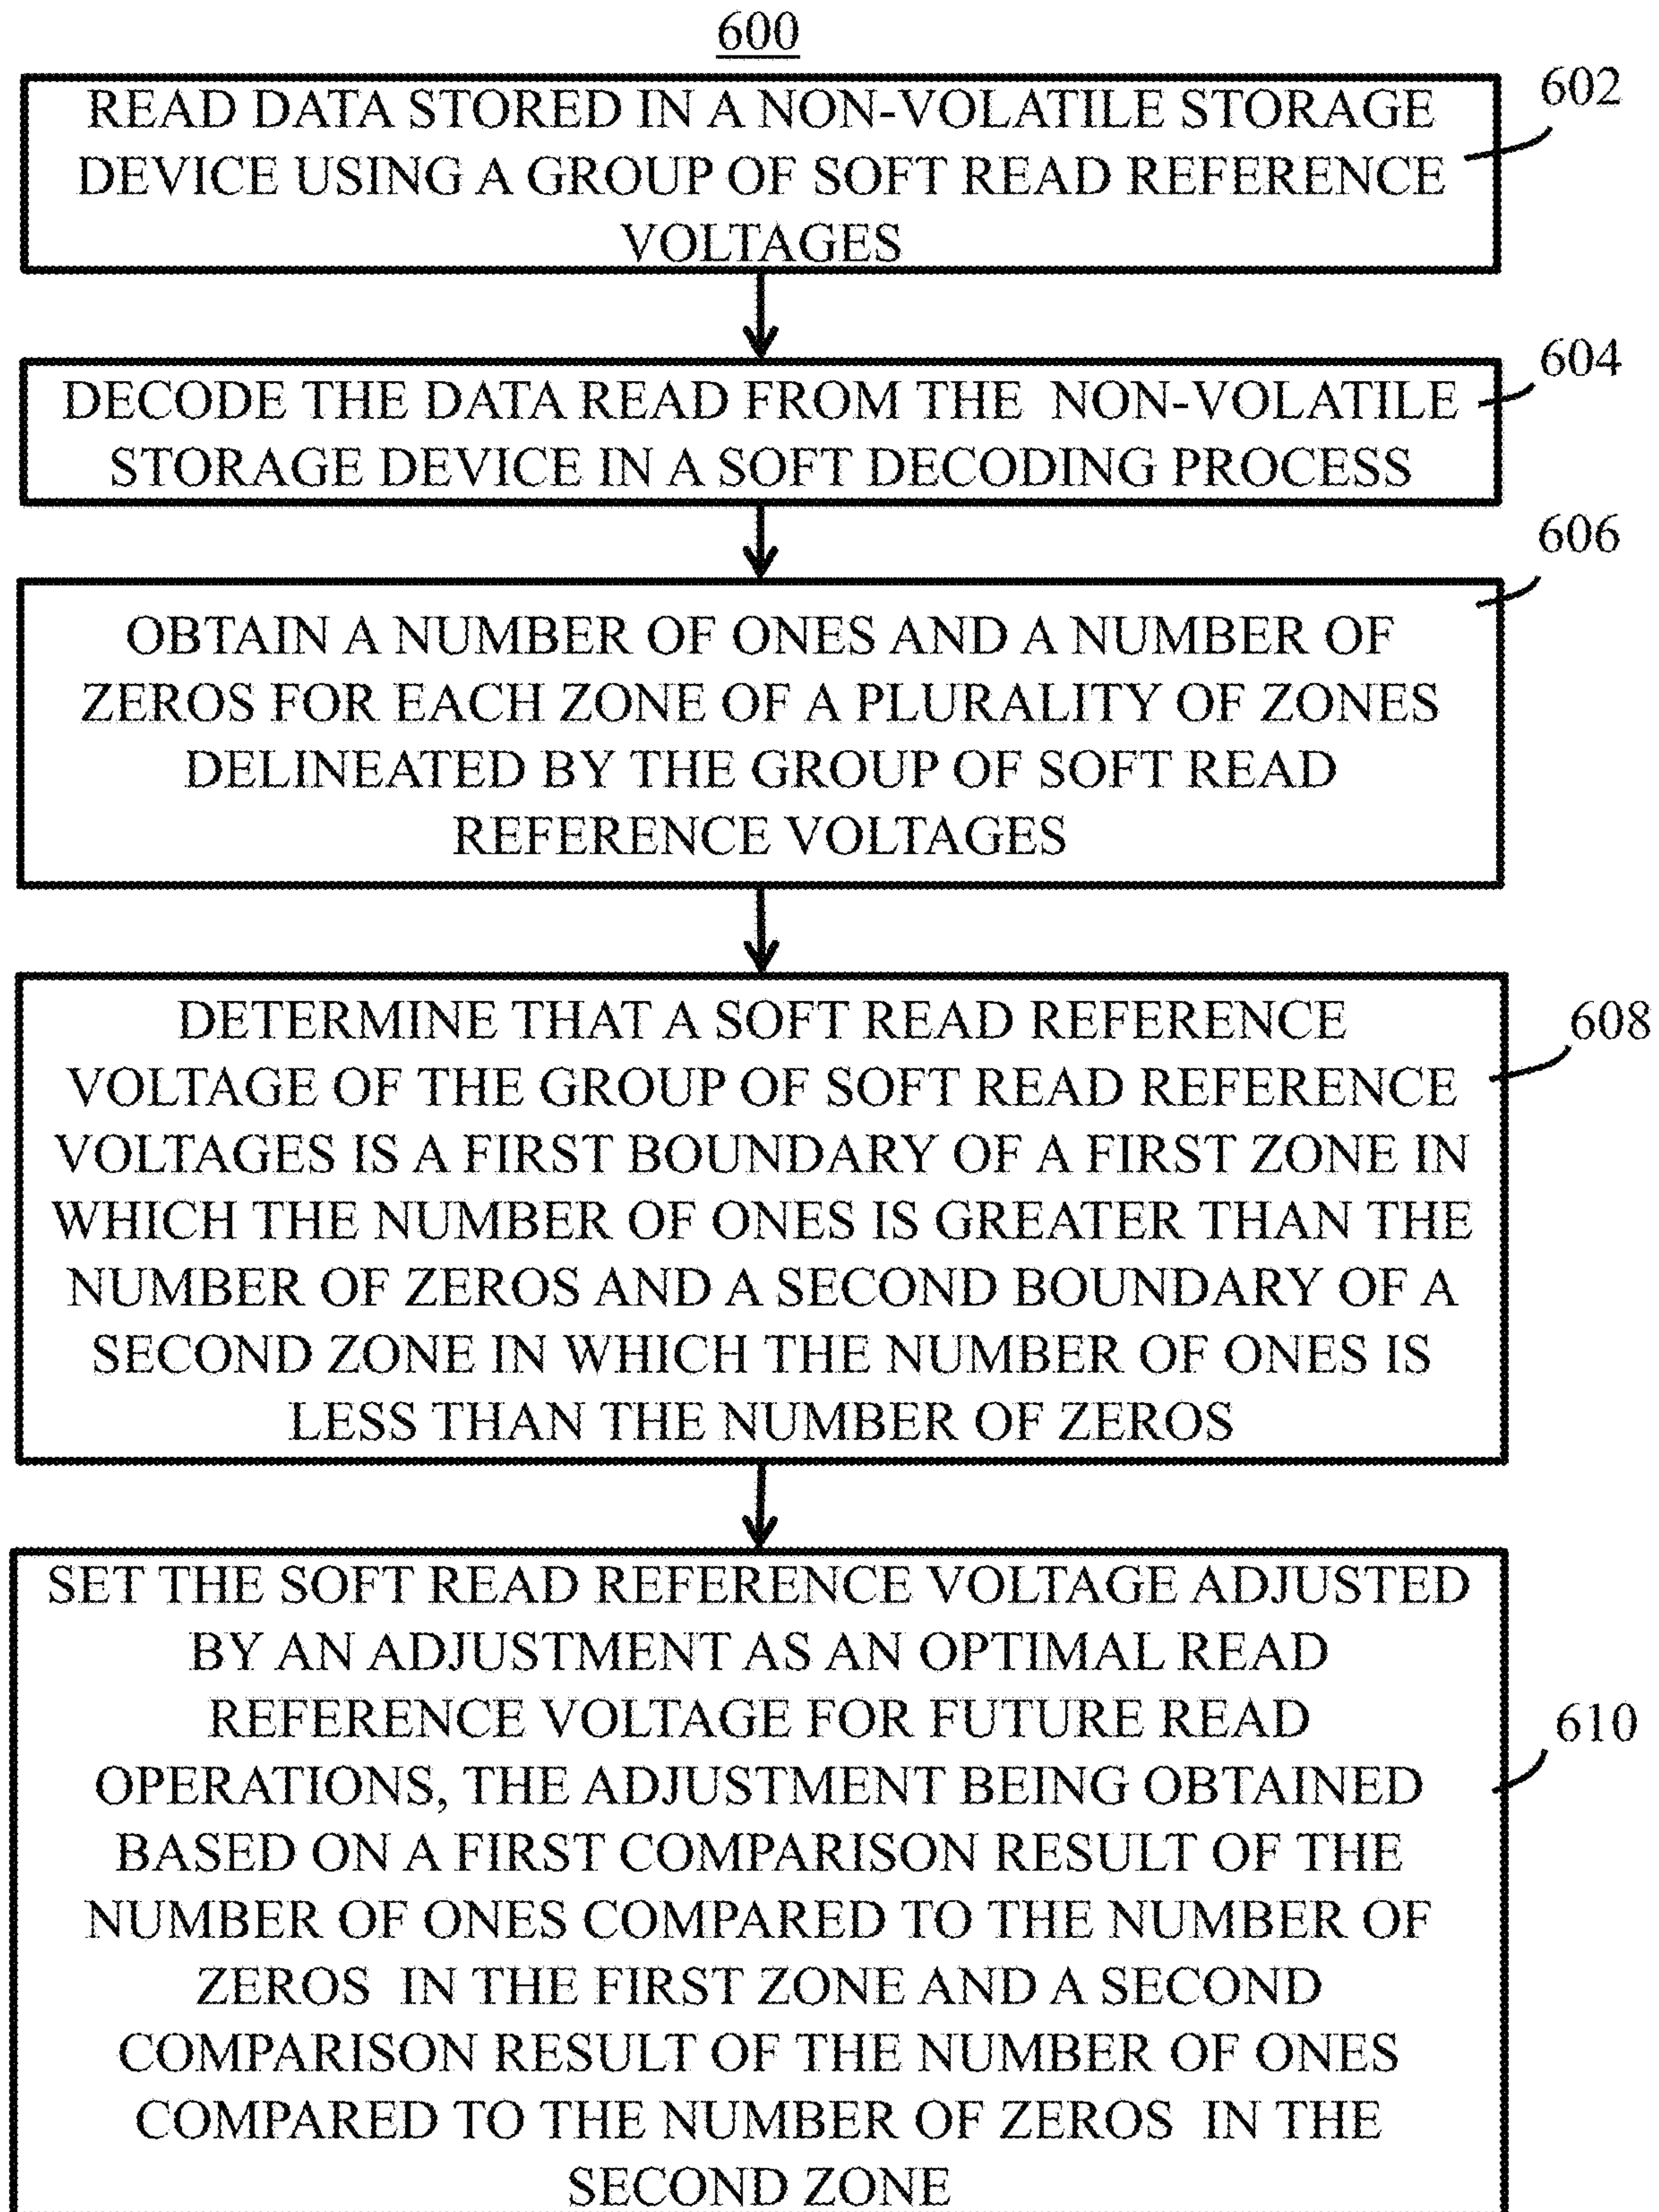 600
READ DATA STORED IN A NON-VOLATILE STORAGE
DEVICE USING A GROUP OF SOFT READ REFERENCE
VOLTAGES
602
DECODE THE DATA READ FROM THE NON-VOLATILE
STORAGE DEVICE IN A SOFT DECODING PROCESS
604
OBTAIN A NUMBER OF ONES AND A NUMBER OF
ZEROS FOR EACH ZONE OF A PLURALITY OF ZONES
DELINEATED BY THE GROUP OF SOFT READ
REFERENCE VOLTAGES
606
DETERMINE THAT A SOFT READ REFERENCE
VOLTAGE OF THE GROUP OF SOFT READ REFERENCE
VOLTAGES IS A FIRST BOUNDARY OF A FIRST ZONE IN
WHICH THE NUMBER OF ONES IS GREATER THAN THE
NUMBER OF ZEROS AND A SECOND BOUNDARY OF A
SECOND ZONE IN WHICH THE NUMBER OF ONES IS
LESS THAN THE NUMBER OF ZEROS
608
SET THE SOFT READ REFERENCE VOLTAGE ADJUSTED
BY AN ADJUSTMENT AS AN OPTIMAL READ
REFERENCE VOLTAGE FOR FUTURE READ
OPERATIONS, THE ADJUSTMENT BEING OBTAINED
BASED ON A FIRST COMPARISON RESULT OF THE
NUMBER OF ONES COMPARED TO THE NUMBER OF
ZEROS IN THE FIRST ZONE AND A SECOND
COMPARISON RESULT OF THE NUMBER OF ONES
COMPARED TO THE NUMBER OF ZEROS IN THE
SECOND ZONE
610